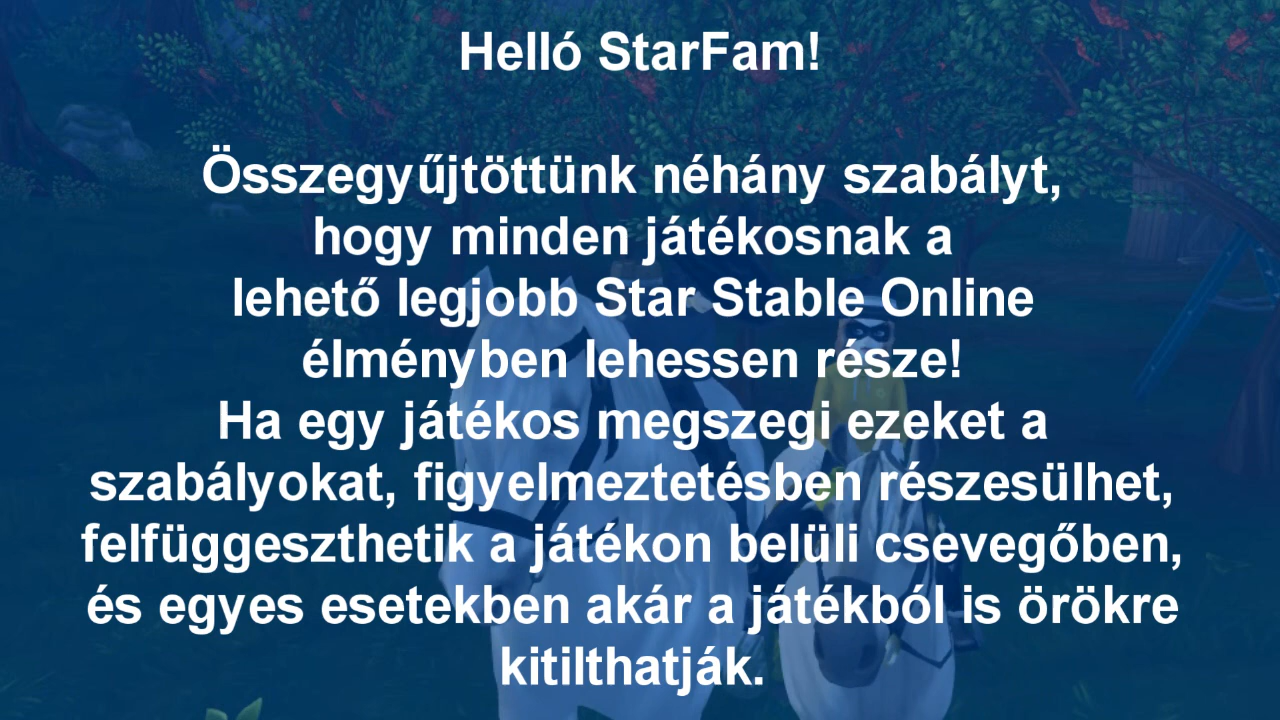 Helló StarFam!
Összegyűjtöttünk néhány szabályt,
hogy minden játékosnak a
lehető legjobb Star Stable Online
élményben lehessen része!
Ha egy játékos megszegi ezeket a
szabályokat, figyelmeztetésben részesülhet,
felfüggeszthetik a játékon belüli csevegőben,
és egyes esetekben akár a játékból is örökre
kitilthatják.